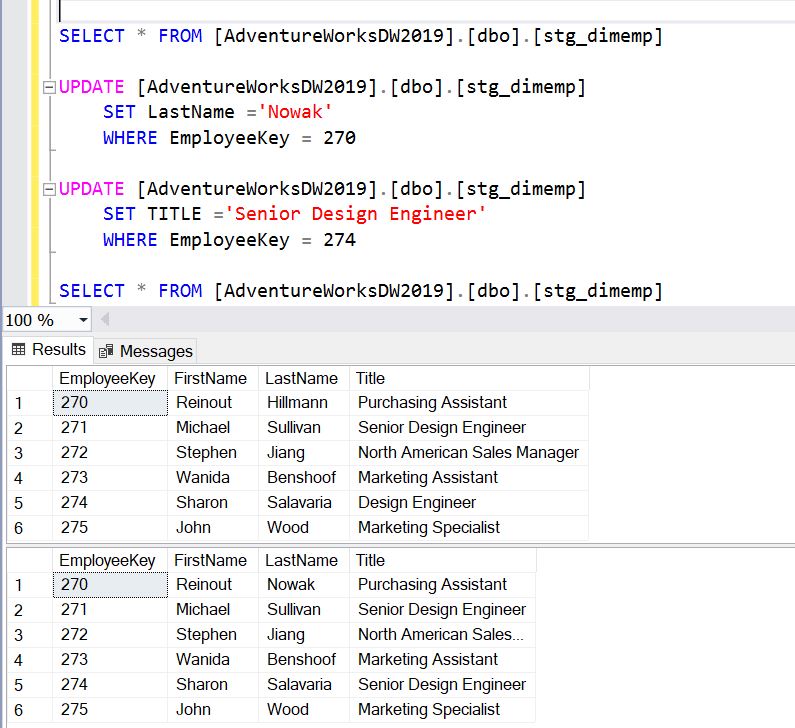 SELECT * FROM [AdventureWorksDW2019].[dbo].[stg_dimemp]
UPDATE [AdventureWorksDW2019].[dbo].[stg_dimemp]
SET LastName ='Nowak'
WHERE EmployeeKey = 270
UPDATE [AdventureWorksDW2019].[dbo].[stg_dimemp]
SET TITLE ='Senior Design Engineer'
WHERE EmployeeKey = 274
SELECT * FROM [AdventureWorksDW2019].[dbo].[stg_dimemp]
100 %
Results Messages
EmployeeKey FirstName LastName Title
1 270 Reinout Hillmann Purchasing Assistant
2 271 Michael Sullivan Senior Design Engineer
3 272 Stephen Jiang North American Sales Manager
4 273 Wanida Benshoof Marketing Assistant
5 274 Sharon Salavaria Design Engineer
6 275 John Wood Marketing Specialist
EmployeeKey FirstName LastName Title
1 270 Reinout Nowak Purchasing Assistant
2 271 Michael Sullivan Senior Design Engineer
3 272 Stephen Jiang North American Sales...
4 273 Wanida Benshoof Marketing Assistant
5 274 Sharon Salavaria Senior Design Engineer
6 275 John Wood Marketing Specialist